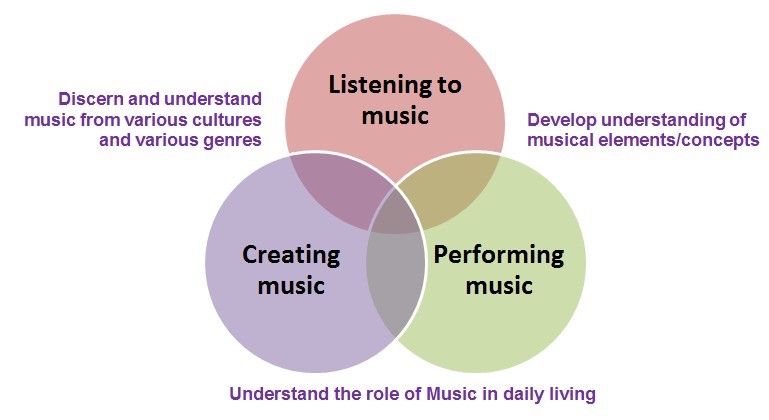 Listening to
music
Discern and understand
music from various cultures
and various genres
Develop understanding of
musical elements/concepts
Creating
music
Performing
music
Understand the role of Music in daily living